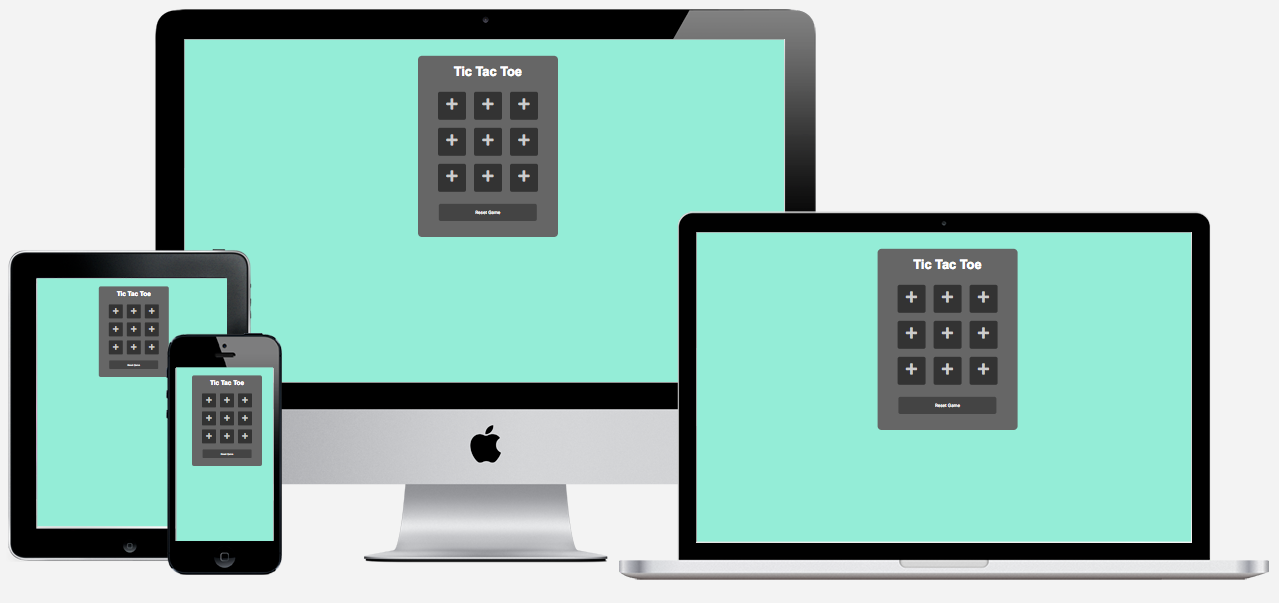 Tic Tac Toe
+ + +
+ + +
+ + +
Reset Game
Tic Tac Toe
+ + +
+ + +
+ + +
Reset Game
Tic Tac Toe
+ + +
+ + +
+ + +
Reset Game
Tic Tac Toe
+ + +
+ + +
+ + +
Reset Game